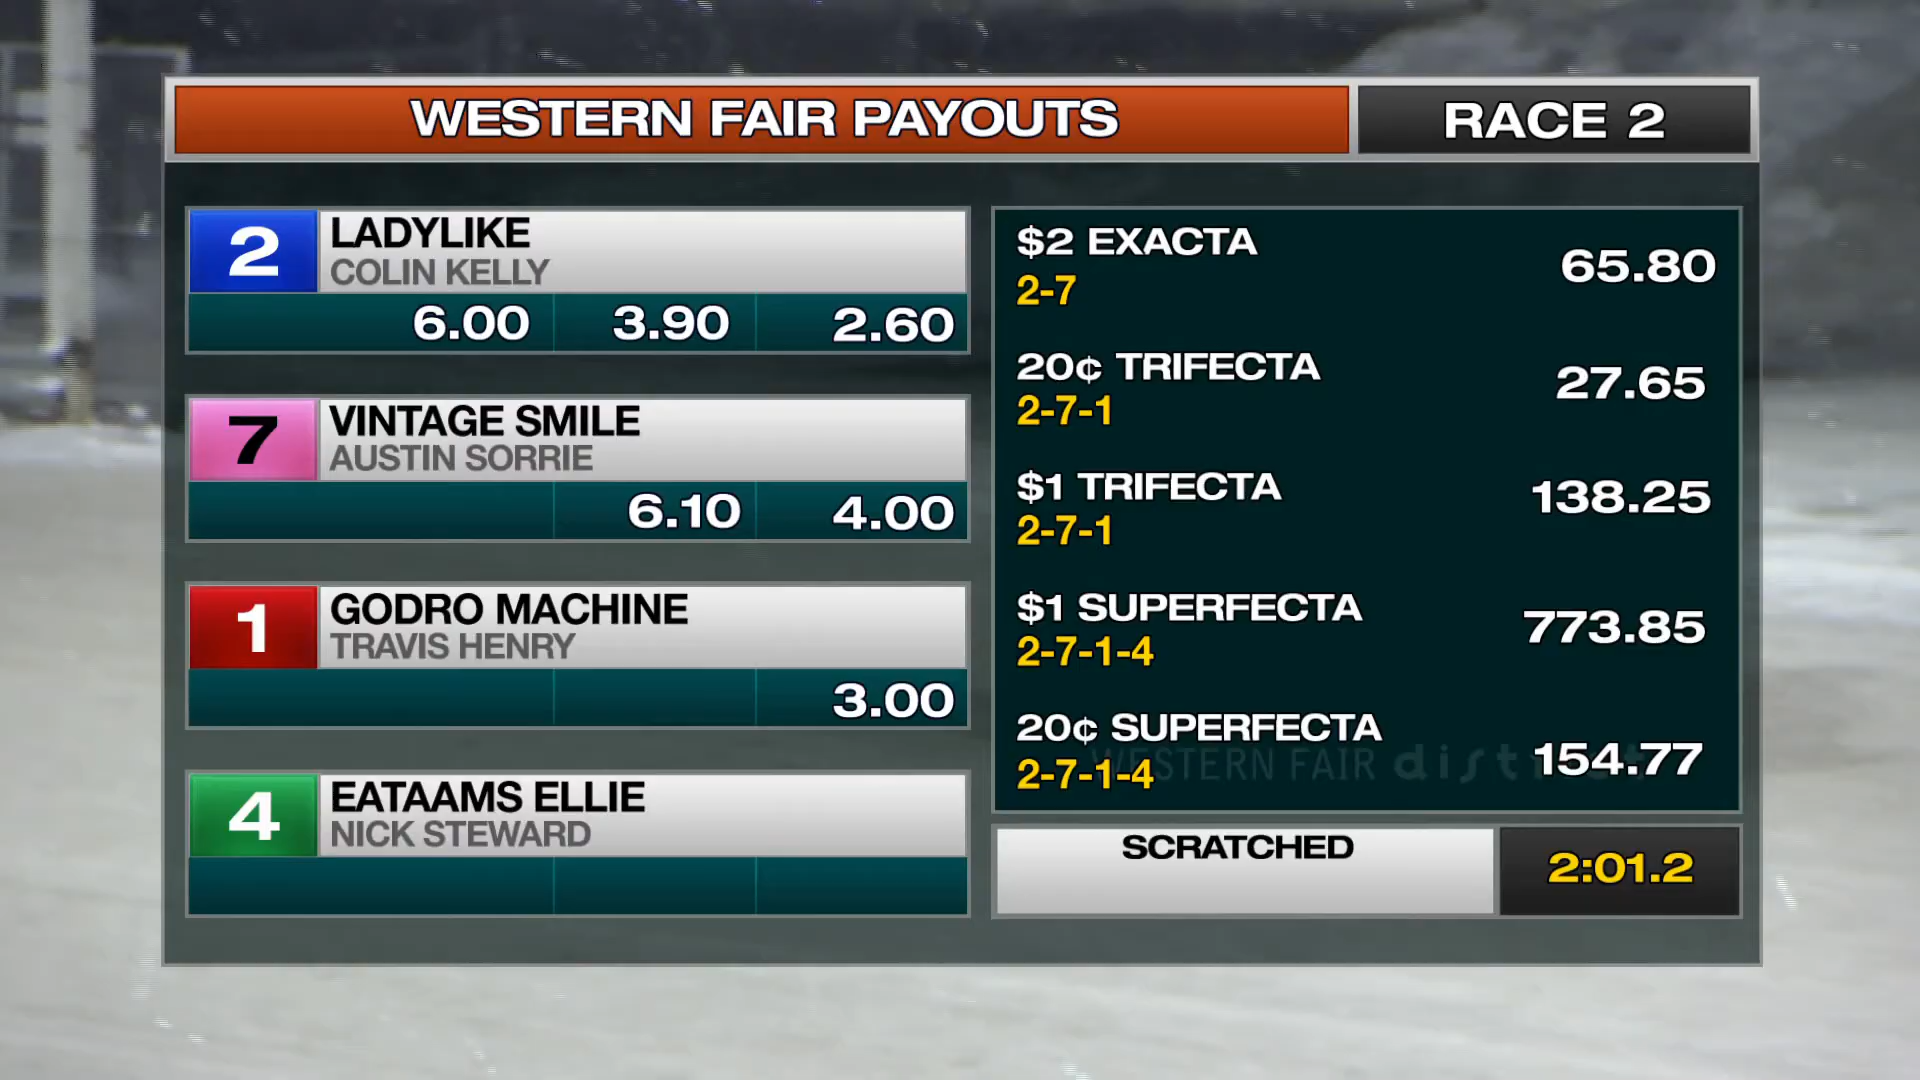 WESTERN FAIR PAYOUTS
RACE 2
2
LADYLIKE
COLIN KELLY
6.00 3.90 2.60
7
VINTAGE SMILE
AUSTIN SORRIE
6.10 4.00
1
GODRO MACHINE
TRAVIS HENRY
3.00
4
EATAAMS ELLIE
NICK STEWARD
$2 EXACTA
2-7
65.80
20¢ TRIFECTA
2-7-1
27.65
$1 TRIFECTA
2-7-1
138.25
$1 SUPERFECTA
2-7-1-4
773.85
20¢ SUPERFECTA
2-7-1-4
154.77
WESTERN FAIR district
SCRATCHED
2:01.2